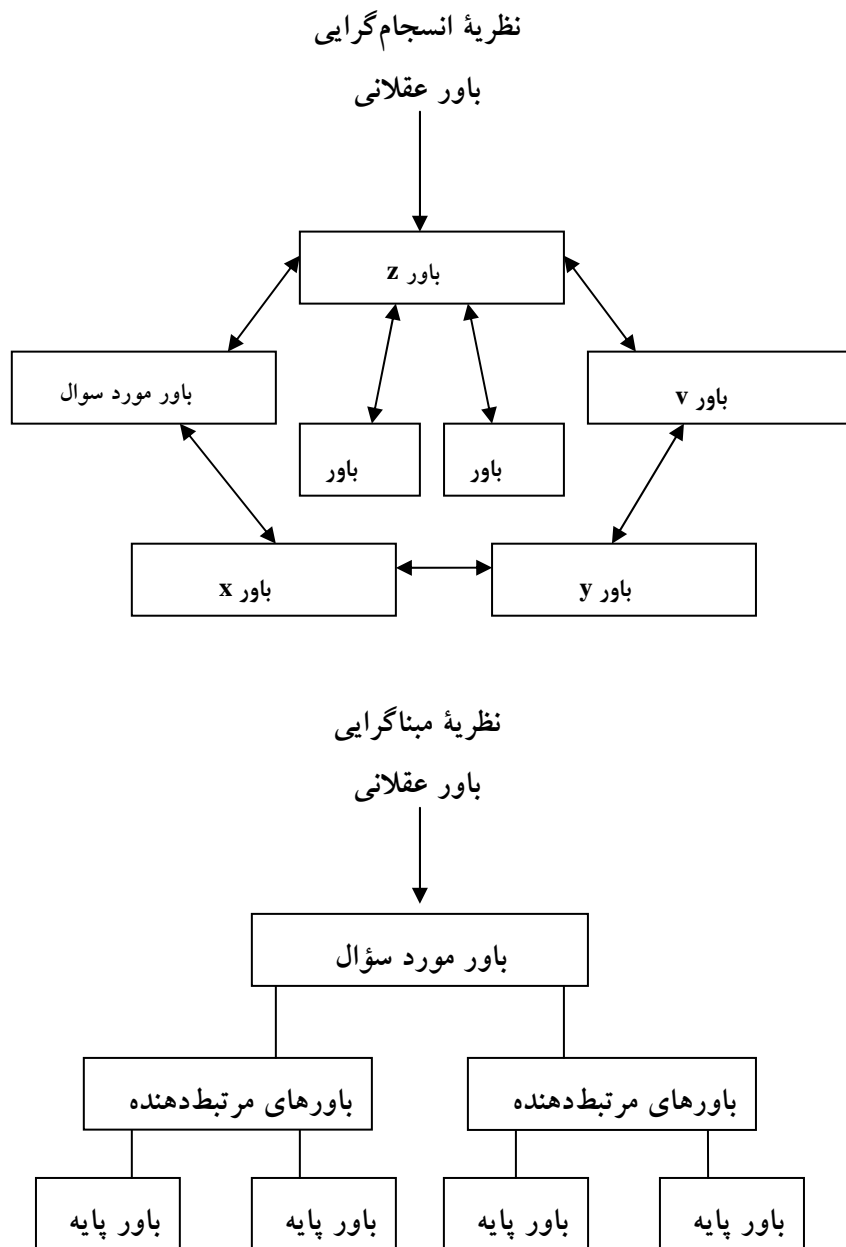 نظریهٔ انسجام‌گرایی
باور عقلانی
باور z
باور مورد سوال
باور v
باور
باور
باور x
باور y
نظریهٔ مبناگرایی
باور عقلانی
باور مورد سؤال
باورهای مرتبط‌دهنده
باورهای مرتبط‌دهنده
باور پایه
باور پایه
باور پایه
باور پایه